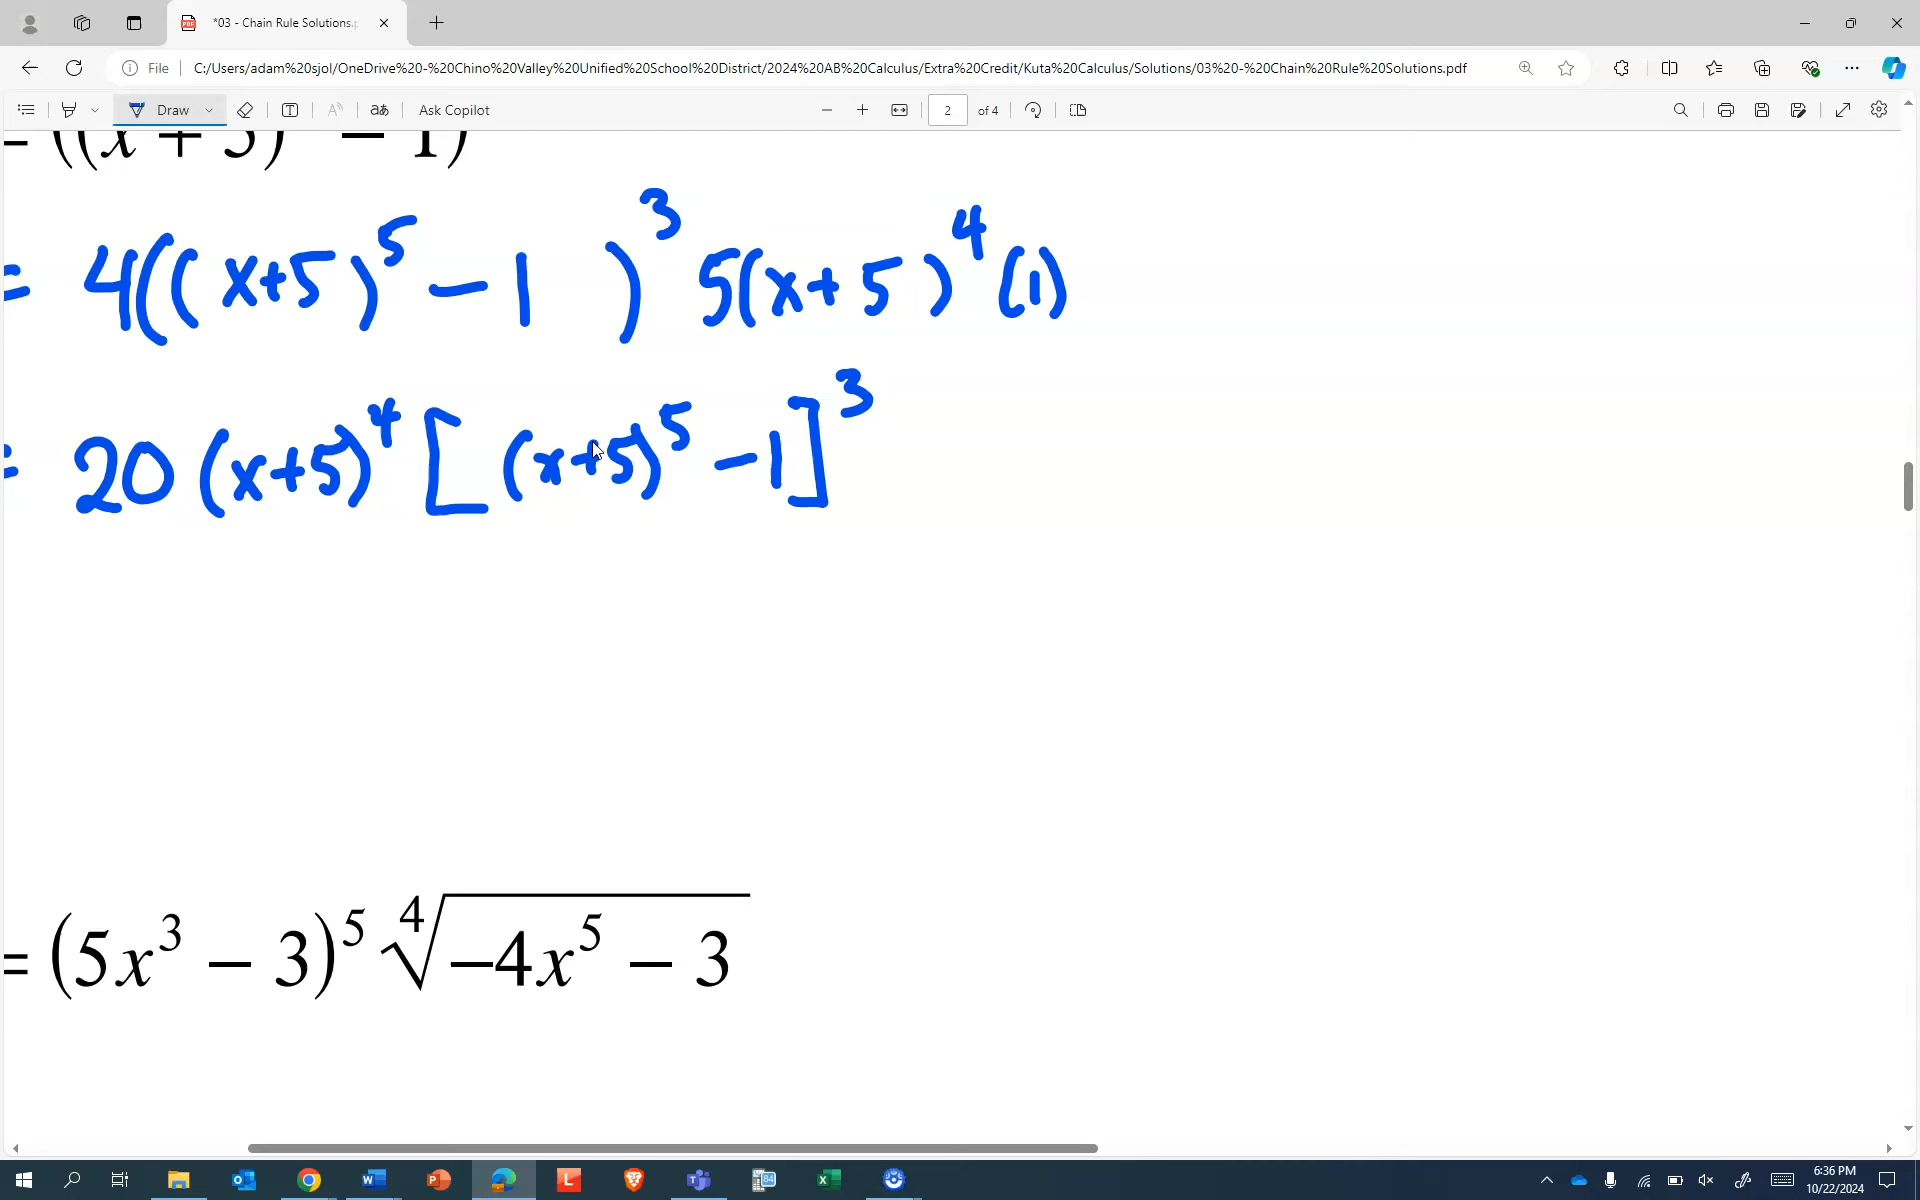 *03 - Chain Rule Solutions.p
File
C:/Users/adam%20sjol/OneDrive%20-%20Chino%20Valley%20Unified%20School%20District/2024%20AB%20Calculus/Extra%20Credit/Kuta%20Calculus/Solutions/03%20-%20Chain%20Rule%20Solutions.pdf
Draw
Ask Copilot
2 of 4
= ((x + 5) − 1)
= 4((x+5)^5 − 1 )^3 5(x+5)^4 (1)
= 20 (x+5)^4 [ (x+5)^5 − 1]^3
= (5x³ − 3)⁵ ∜(−4x⁵ − 3)
6:36 PM
10/22/2024